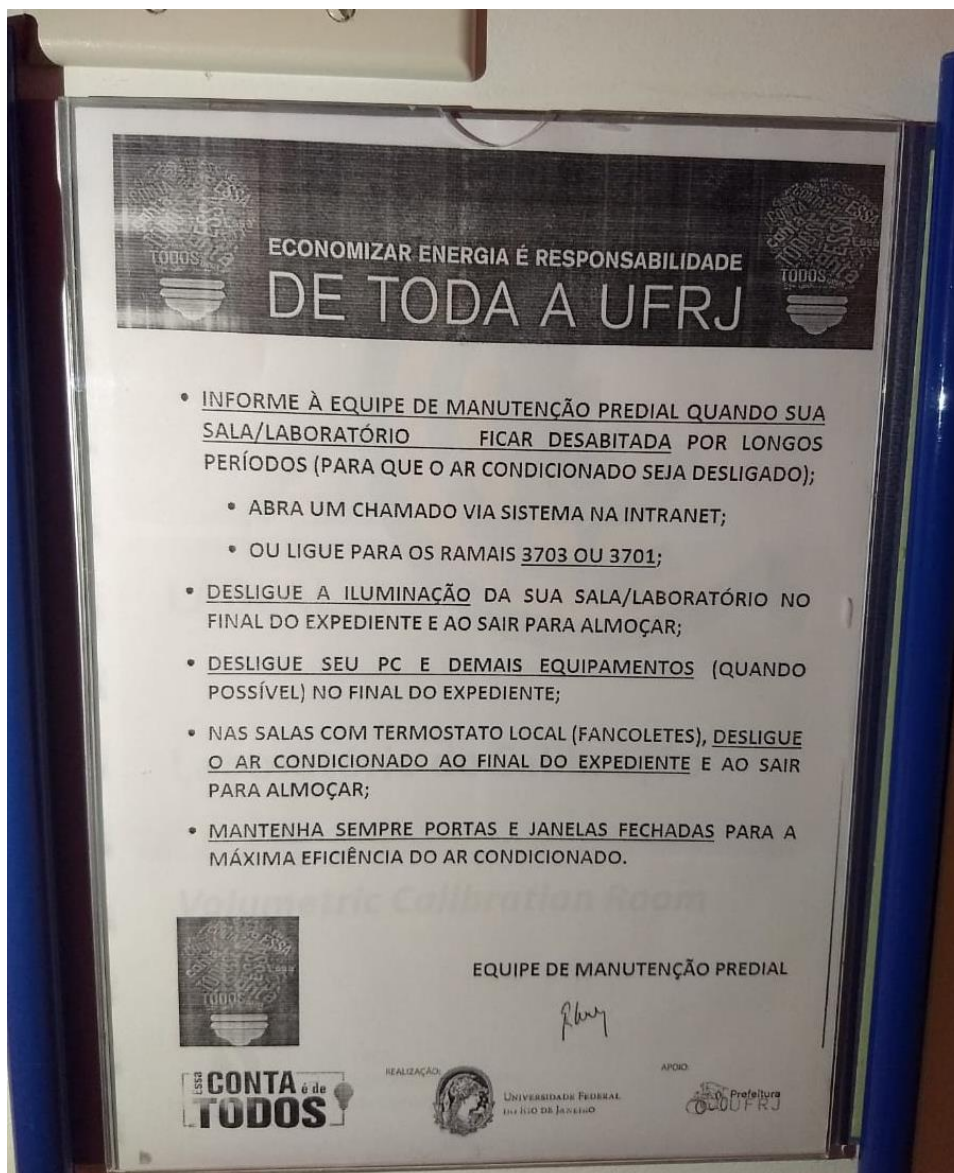 ECONOMIZAR ENERGIA É RESPONSABILIDADE
DE TODA A UFRJ
TODOS
TODOS
• INFORME À EQUIPE DE MANUTENÇÃO PREDIAL QUANDO SUA
SALA/LABORATÓRIO FICAR DESABITADA POR LONGOS
PERÍODOS (PARA QUE O AR CONDICIONADO SEJA DESLIGADO);
• ABRA UM CHAMADO VIA SISTEMA NA INTRANET;
• OU LIGUE PARA OS RAMAIS 3703 OU 3701;
• DESLIGUE A ILUMINAÇÃO DA SUA SALA/LABORATÓRIO NO
FINAL DO EXPEDIENTE E AO SAIR PARA ALMOÇAR;
• DESLIGUE SEU PC E DEMAIS EQUIPAMENTOS (QUANDO
POSSÍVEL) NO FINAL DO EXPEDIENTE;
• NAS SALAS COM TERMOSTATO LOCAL (FANCOLETES), DESLIGUE
O AR CONDICIONADO AO FINAL DO EXPEDIENTE E AO SAIR
PARA ALMOÇAR;
• MANTENHA SEMPRE PORTAS E JANELAS FECHADAS PARA A
MÁXIMA EFICIÊNCIA DO AR CONDICIONADO.
Volumetric Calibration Room
TODOS
EQUIPE DE MANUTENÇÃO PREDIAL
Essa CONTA é de
TODOS
REALIZAÇÃO:
UNIVERSIDADE FEDERAL
DO RIO DE JANEIRO
APOIO:
Prefeitura
UFRJ